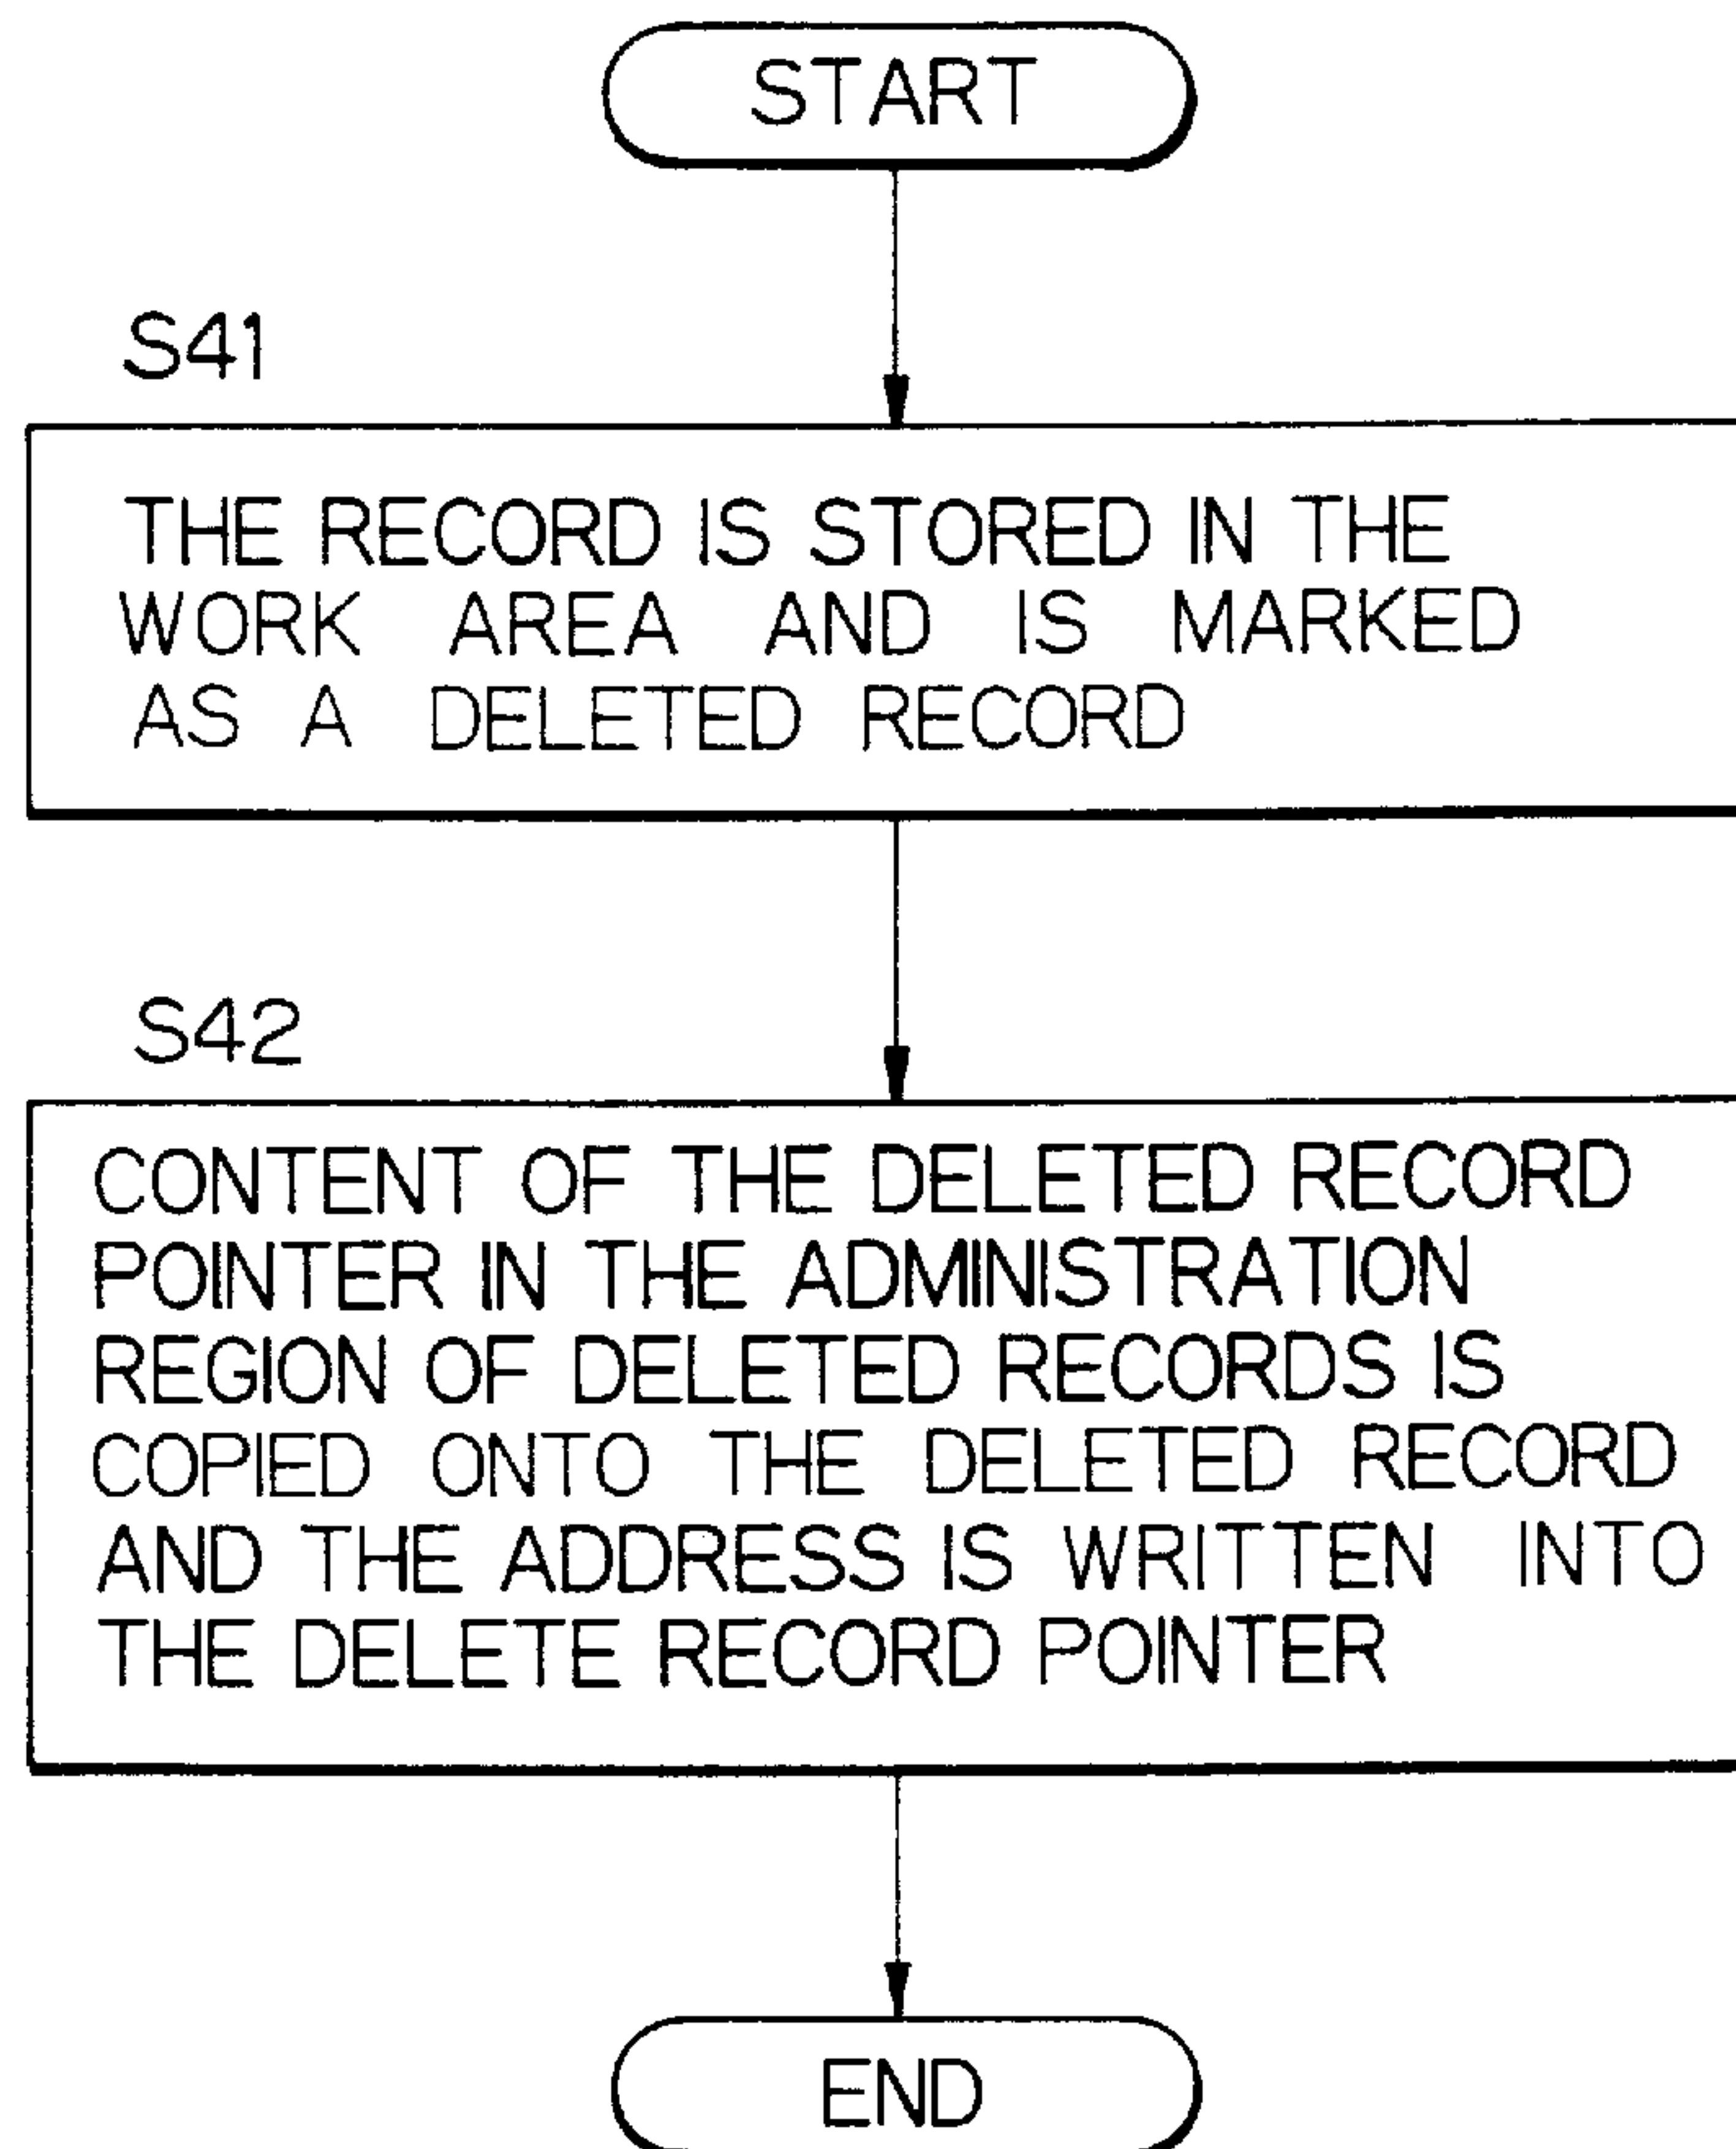 START
S41
THE RECORD IS STORED IN THE
WORK AREA AND IS MARKED
AS A DELETED RECORD
S42
CONTENT OF THE DELETED RECORD
POINTER IN THE ADMINISTRATION
REGION OF DELETED RECORDS IS
COPIED ONTO THE DELETED RECORD
AND THE ADDRESS IS WRITTEN INTO
THE DELETE RECORD POINTER
END